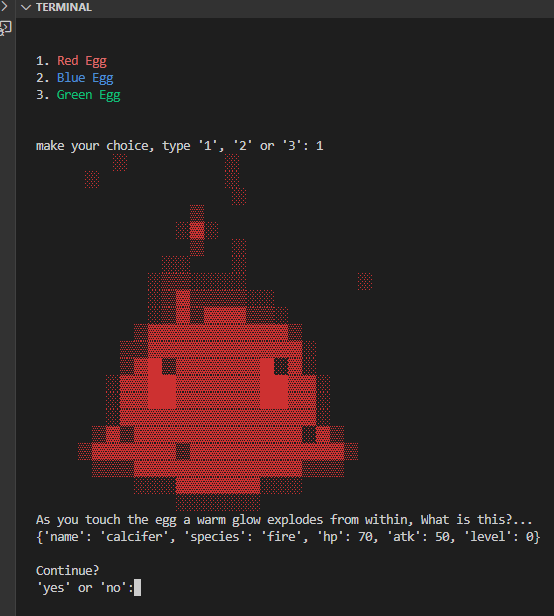 TERMINAL
1. Red Egg
2. Blue Egg
3. Green Egg
make your choice, type '1', '2' or '3': 1
As you touch the egg a warm glow explodes from within, What is this?...
{'name': 'calcifer', 'species': 'fire', 'hp': 70, 'atk': 50, 'level': 0}
Continue?
'yes' or 'no':